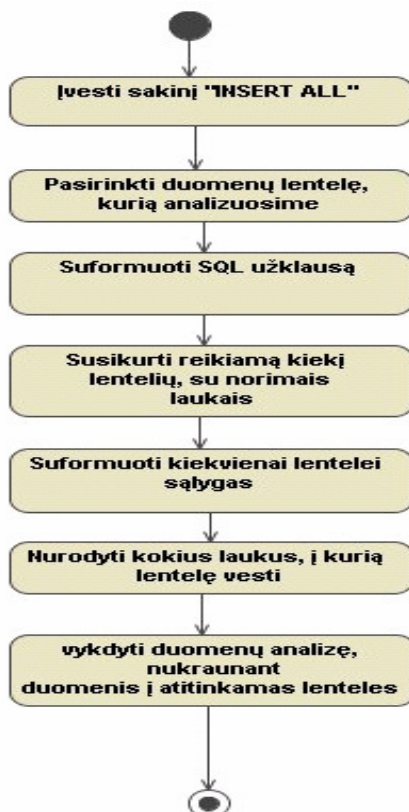 Įvesti sakinį "INSERT ALL"
Pasirinkti duomenų lentelę,
kurią analizuosime
Suformuoti SQL užklausą
Susikurti reikiamą kiekį
lentelių, su norimais
laukais
Suformuoti kiekvienai lentelei
sąlygas
Nurodyti kokius laukus, į kurią
lentelę vesti
vykdyti duomenų analizę,
nukraunant
duomenis į atitinkamas lenteles